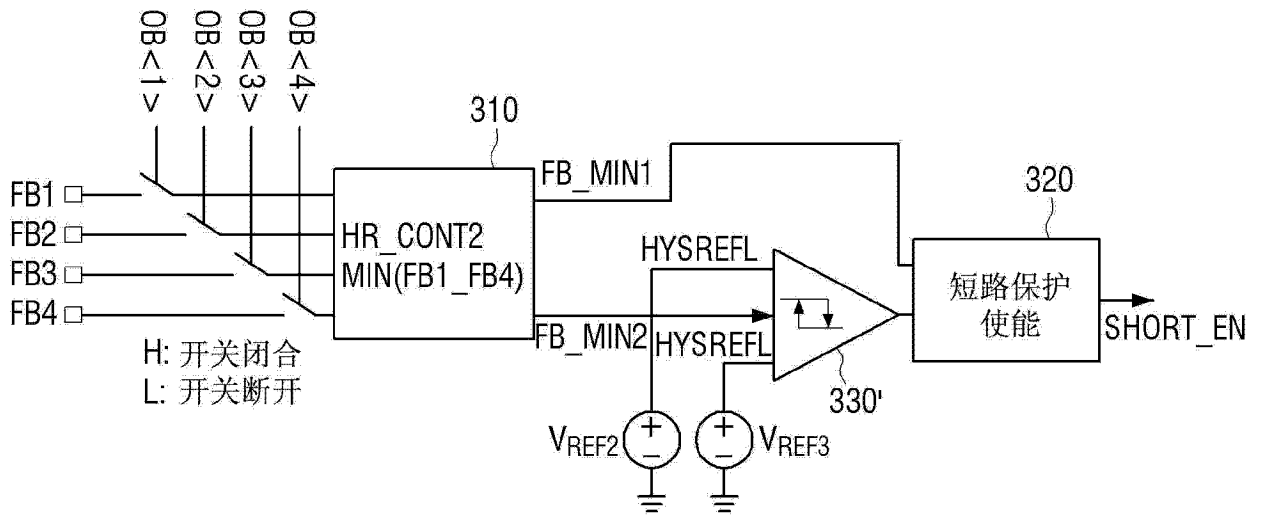 OB<1>
OB<2>
OB<3>
OB<4>
310
FB1
FB2
FB3
FB4
HR_CONT2
MIN(FB1_FB4)
FB_MIN1
FB_MIN2
HYSREFL
HYSREFL
320
短路保护
使能
SHORT_EN
330'
H: 开关闭合
L: 开关断开
VREF2
VREF3
+
−
+
−